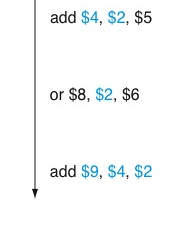 add $4, $2, $5
or $8, $2, $6
add $9, $4, $2